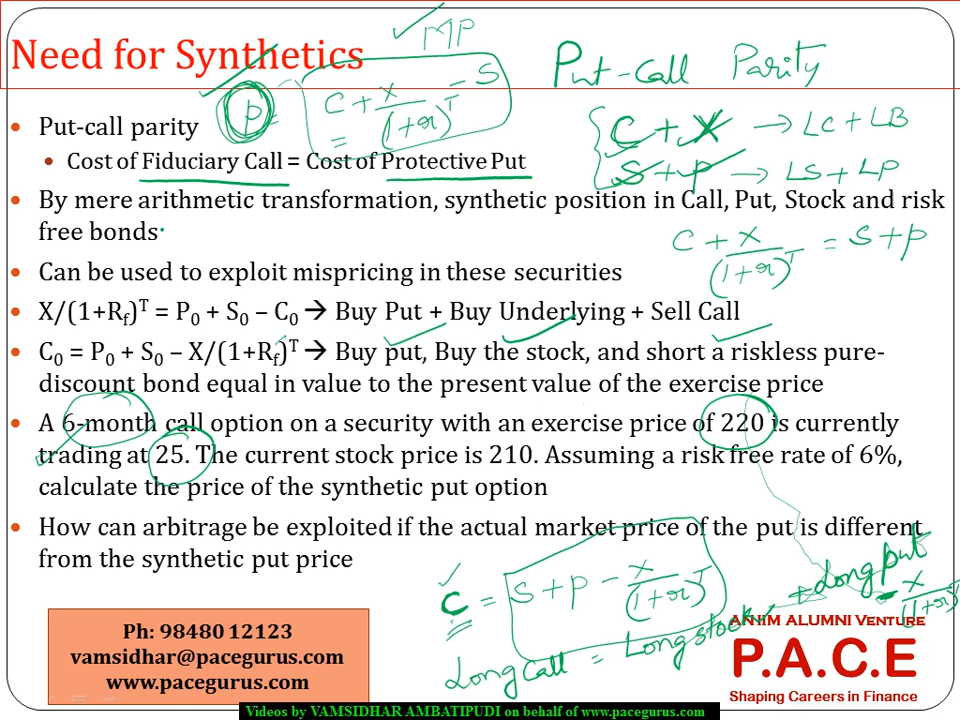 Need for Synthetics
✓ MP
p = C + X/(1+r)^T - S
=
Put-Call Parity
C + X → LC + LB
S + P → LS + LP
• Put-call parity
• Cost of Fiduciary Call = Cost of Protective Put
• By mere arithmetic transformation, synthetic position in Call, Put, Stock and risk
free bonds
C + X/(1+r)^T = S + P
• Can be used to exploit mispricing in these securities
• X/(1+Rf)^T = P0 + S0 – C0 → Buy Put + Buy Underlying + Sell Call
• C0 = P0 + S0 – X/(1+Rf)^T → Buy put, Buy the stock, and short a riskless pure-
discount bond equal in value to the present value of the exercise price
• A 6-month call option on a security with an exercise price of 220 is currently
trading at 25. The current stock price is 210. Assuming a risk free rate of 6%,
calculate the price of the synthetic put option
• How can arbitrage be exploited if the actual market price of the put is different
from the synthetic put price
C = S + P - X/(1+r)^T
Long Call = Long stock + Long put - X/(1+r)^T
Ph: 98480 12123
vamsidhar@pacegurus.com
www.pacegurus.com
AN IIM ALUMNI VENTURE
P.A.C.E
Shaping Careers in Finance
Videos by VAMSIDHAR AMBATIPUDI on behalf of www.pacegurus.com